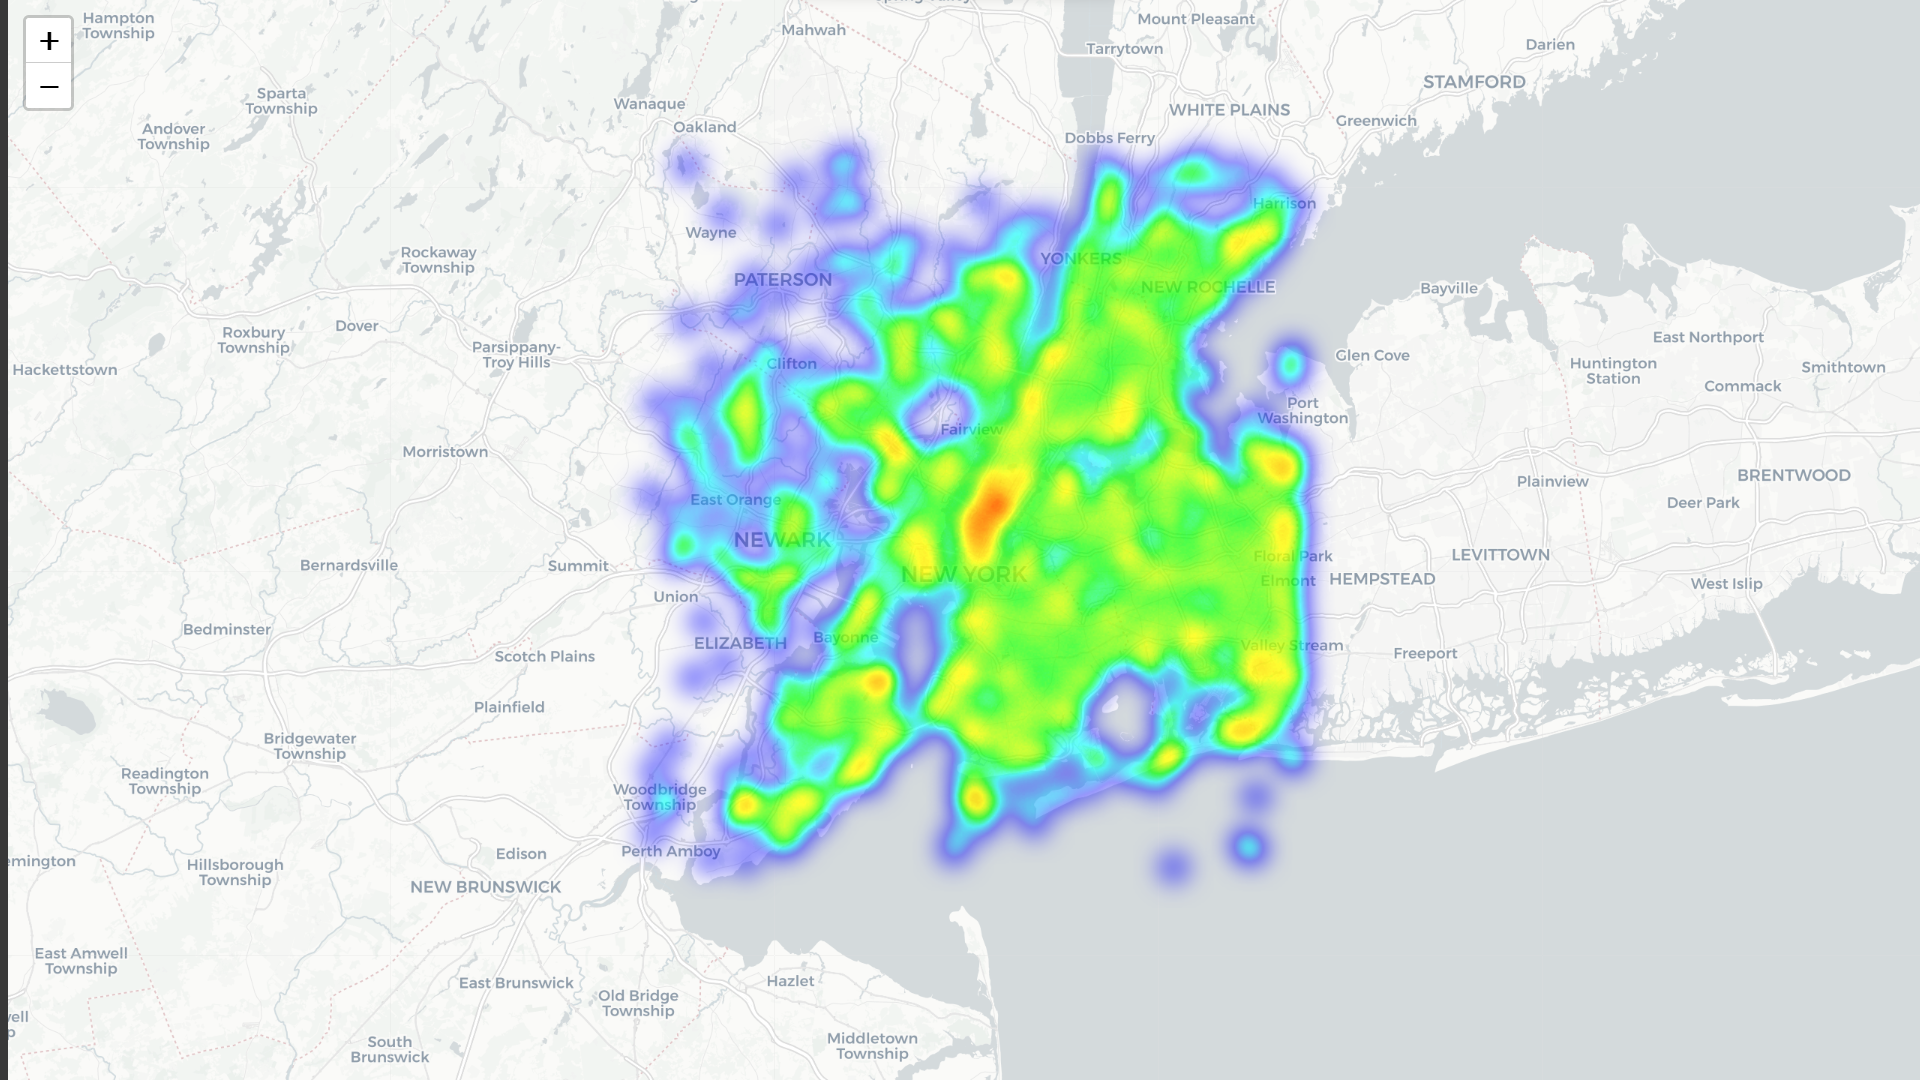 +
−
Hampton
Township
Mahwah
Mount Pleasant
Tarrytown
Darien
STAMFORD
Sparta
Township
Wanaque
WHITE PLAINS
Greenwich
Andover
Township
Oakland
Dobbs Ferry
Harrison
Wayne
Rockaway
Township
YONKERS
PATERSON
NEW ROCHELLE
Bayville
Roxbury
Township
Dover
Parsippany-
Troy Hills
East Northport
Hackettstown
Clifton
Glen Cove
Huntington
Station
Smithtown
Commack
Port
Washington
Fairview
Morristown
BRENTWOOD
Plainview
East Orange
Deer Park
NEWARK
Floral Park
LEVITTOWN
Bernardsville
Summit
NEW YORK
Elmont
HEMPSTEAD
West Islip
Union
Bedminster
ELIZABETH
Bayonne
Valley Stream
Freeport
Scotch Plains
Plainfield
Bridgewater
Township
Readington
Township
Woodbridge
Township
emington
Hillsborough
Township
Edison
Perth Amboy
NEW BRUNSWICK
East Amwell
Township
East Brunswick
Hazlet
Old Bridge
Township
South
Brunswick
Middletown
Township